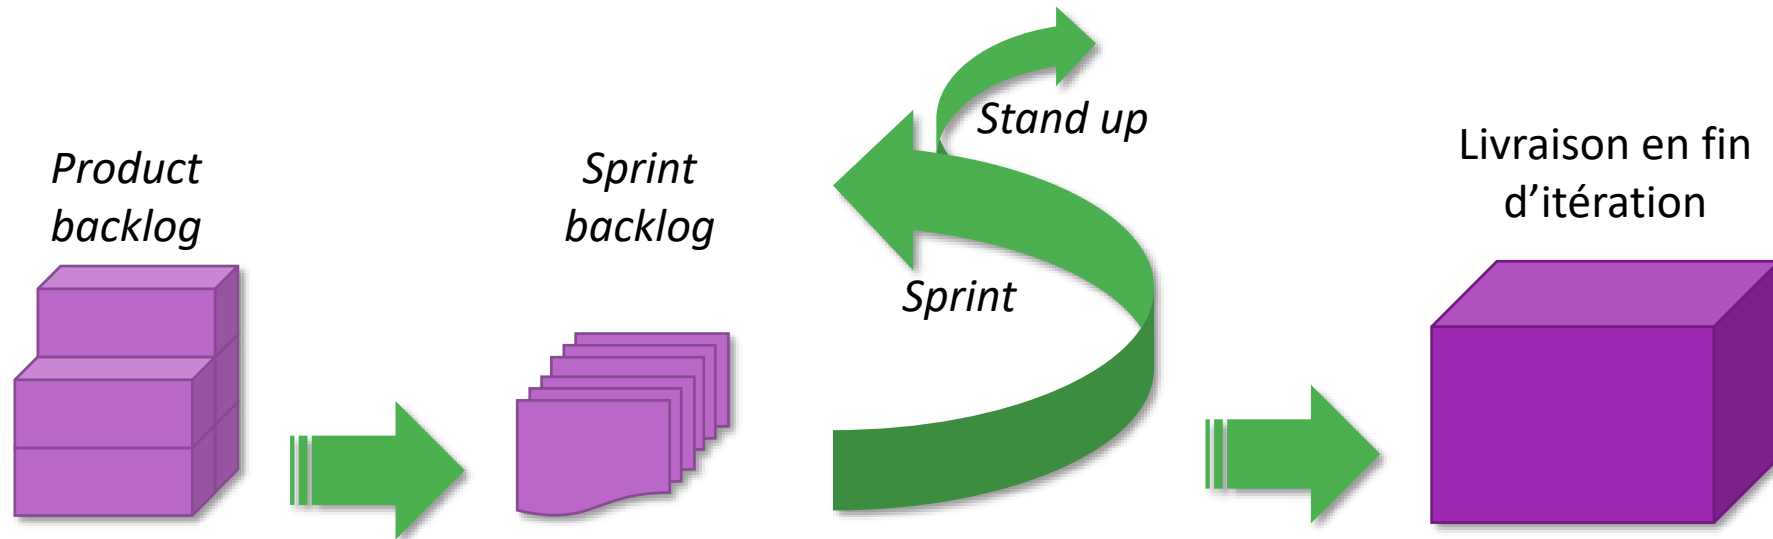 Product
backlog
Sprint
backlog
Stand up
Sprint
Livraison en fin
d’itération